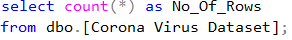 select count(*) as No_Of_Rows
from dbo.[Corona Virus Dataset];